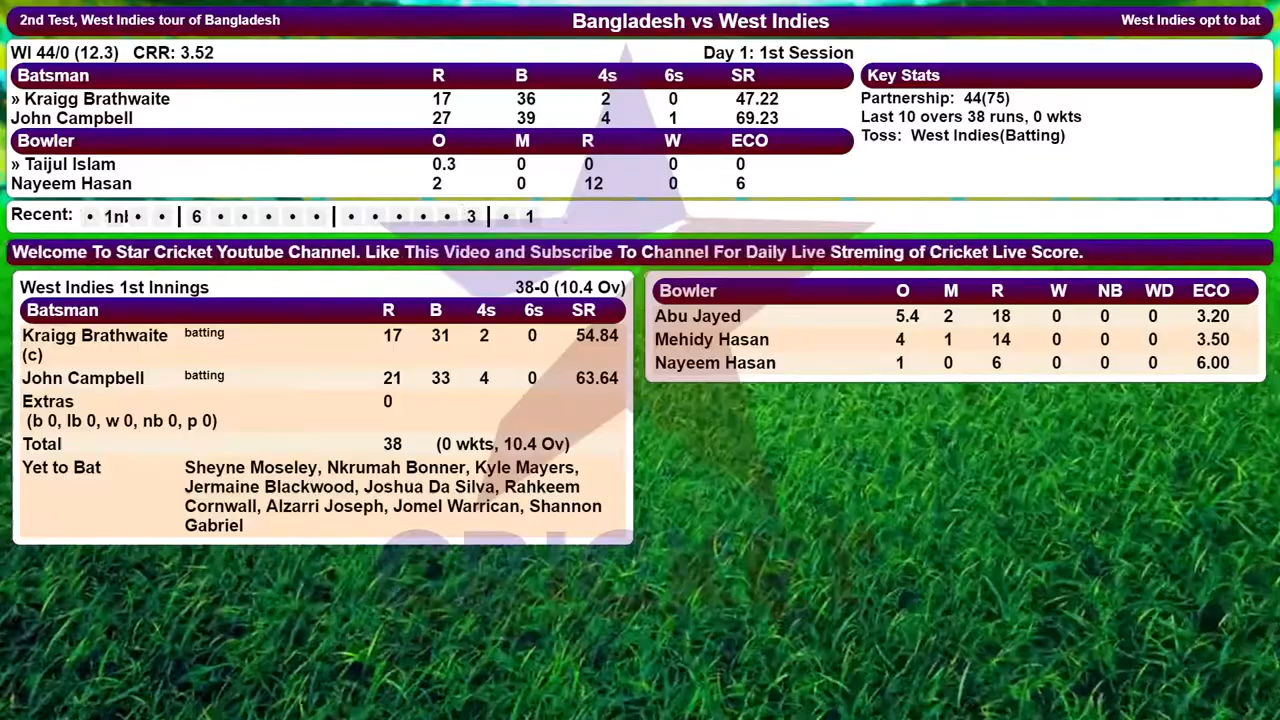 2nd Test, West Indies tour of Bangladesh Bangladesh vs West Indies West Indies opt to bat
WI 44/0 (12.3) CRR: 3.52 Day 1: 1st Session
Batsman R B 4s 6s SR
» Kraigg Brathwaite 17 36 2 0 47.22
John Campbell 27 39 4 1 69.23
Bowler O M R W ECO
» Taijul Islam 0.3 0 0 0 0
Nayeem Hasan 2 0 12 0 6
Key Stats
Partnership: 44(75)
Last 10 overs 38 runs, 0 wkts
Toss: West Indies(Batting)
Recent: • 1nb • • | 6 • • • • • | • • • • • 3 | • 1
Welcome To Star Cricket Youtube Channel. Like This Video and Subscribe To Channel For Daily Live Streming of Cricket Live Score.
West Indies 1st Innings 38-0 (10.4 Ov)
Batsman R B 4s 6s SR
Kraigg Brathwaite batting 17 31 2 0 54.84
(c)
John Campbell batting 21 33 4 0 63.64
Extras 0
(b 0, lb 0, w 0, nb 0, p 0)
Total 38 (0 wkts, 10.4 Ov)
Yet to Bat Sheyne Moseley, Nkrumah Bonner, Kyle Mayers,
Jermaine Blackwood, Joshua Da Silva, Rahkeem
Cornwall, Alzarri Joseph, Jomel Warrican, Shannon
Gabriel
Bowler O M R W NB WD ECO
Abu Jayed 5.4 2 18 0 0 0 3.20
Mehidy Hasan 4 1 14 0 0 0 3.50
Nayeem Hasan 1 0 6 0 0 0 6.00